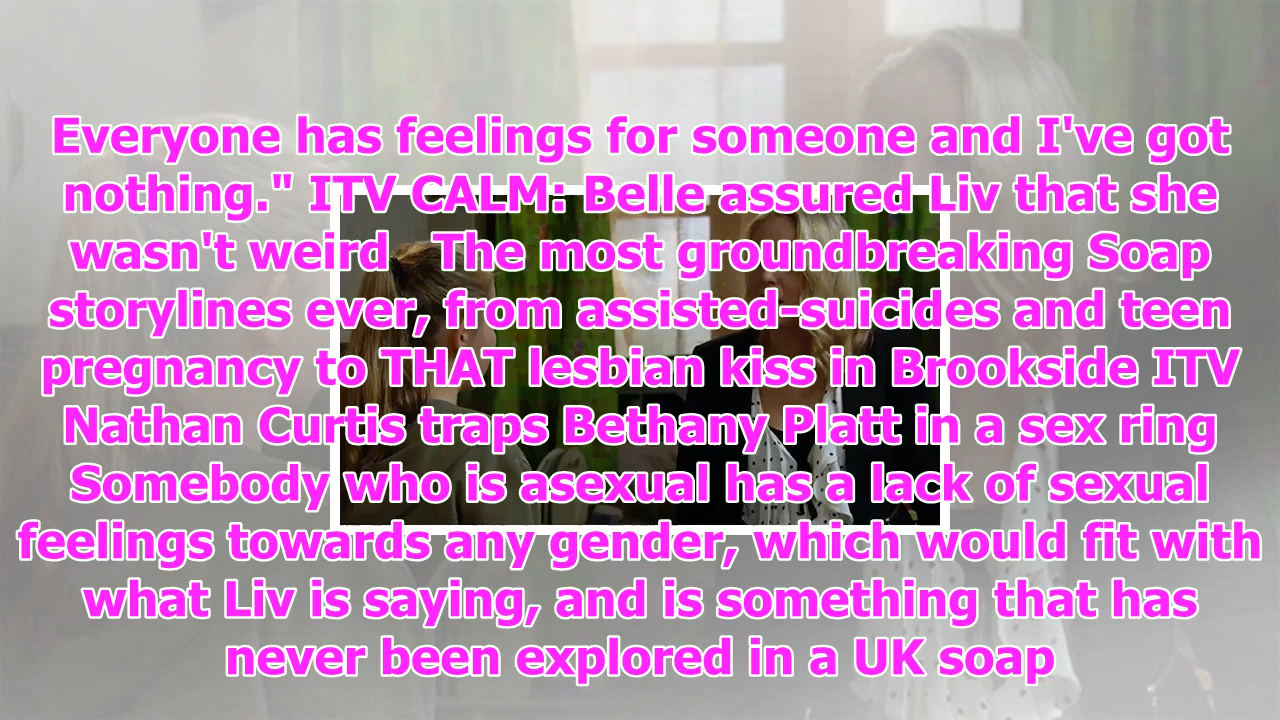 Everyone has feelings for someone and I've got
nothing." ITV CALM: Belle assured Liv that she
wasn't weird   The most groundbreaking Soap
storylines ever, from assisted-suicides and teen
pregnancy to THAT lesbian kiss in Brookside ITV
Nathan Curtis traps Bethany Platt in a sex ring
Somebody who is asexual has a lack of sexual
feelings towards any gender, which would fit with
what Liv is saying, and is something that has
never been explored in a UK soap